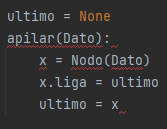 ultimo = None
apilar(Dato):
    x = Nodo(Dato)
    x.liga = ultimo
    ultimo = x